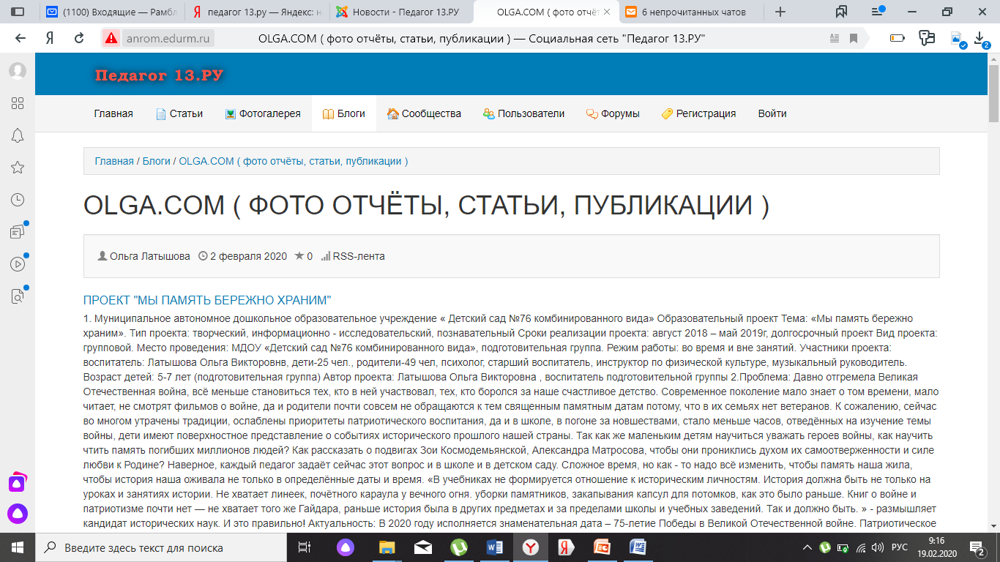 (1100) Входящие — Рамбл
педагог 13.ру — Яндекс: н
Новости - Педагог 13.РУ
OLGA.COM ( фото отчёт
6 непрочитанных чатов
anrom.edurm.ru
OLGA.COM ( фото отчёты, статьи, публикации ) — Социальная сеть "Педагог 13.РУ"
2
Педагог 13.РУ
Главная Статьи Фотогалерея Блоги Сообщества Пользователи Форумы Регистрация Войти
Главная / Блоги / OLGA.COM ( фото отчёты, статьи, публикации )
OLGA.COM ( ФОТО ОТЧЁТЫ, СТАТЬИ, ПУБЛИКАЦИИ )
Ольга Латышова 2 февраля 2020 0 RSS-лента
ПРОЕКТ "МЫ ПАМЯТЬ БЕРЕЖНО ХРАНИМ"
1. Муниципальное автономное дошкольное образовательное учреждение « Детский сад №76 комбинированного вида» Образовательный проект Тема: «Мы память бережно
храним». Тип проекта: творческий, информационно - исследовательский, познавательный Сроки реализации проекта: август 2018 – май 2019г, долгосрочный проект Вид проекта:
групповой. Место проведения: МДОУ «Детский сад №76 комбинированного вида», подготовительная группа. Режим работы: во время и вне занятий. Участники проекта:
воспитатель: Латышова Ольга Викторовнв, дети-25 чел., родители-49 чел, психолог, старший воспитатель, инструктор по физической культуре, музыкальный руководитель.
Возраст детей: 5-7 лет (подготовительная группа) Автор проекта: Латышова Ольга Викторовна , воспитатель подготовительной группы 2.Проблема: Давно отгремела Великая
Отечественная война, всё меньше становиться тех, кто в ней участвовал, тех, кто боролся за наше счастливое детство. Современное поколение мало знает о том времени, мало
читает, не смотрят фильмов о войне, да и родители почти совсем не обращаются к тем священным памятным датам потому, что в их семьях нет ветеранов. К сожалению, сейчас
во многом утрачены традиции, ослаблены приоритеты патриотического воспитания, да и в школе, в погоне за новшествами, стало меньше часов, отведённых на изучение темы
войны, дети имеют поверхностное представление о событиях исторического прошлого нашей страны. Так как же маленьким детям научиться уважать героев войны, как научить
чтить память погибших миллионов людей? Как рассказать о подвигах Зои Космодемьянской, Александра Матросова, чтобы они прониклись духом их самоотверженности и силе
любви к Родине? Наверное, каждый педагог задаёт сейчас этот вопрос и в школе и в детском саду. Сложное время, но как - то надо всё изменить, чтобы память наша жила,
чтобы история наша оживала не только в определённые даты и время. «В учебниках не формируется отношение к историческим личностям. История должна быть не только на
уроках и занятиях истории. Не хватает линеек, почётного караула у вечного огня. уборки памятников, закапывания капсул для потомков, как это было раньше. Книг о войне и
патриотизме почти нет — не хватает того же Гайдара, раньше история была в других предметах и за пределами школы и учебных заведений. Так и должно быть. » - размышляет
кандидат исторических наук. И это правильно! Актуальность: В 2020 году исполняется знаменательная дата – 75-летие Победы в Великой Отечественной войне. Патриотическое
Введите здесь текст для поиска
РУС
9:16
19.02.2020
2